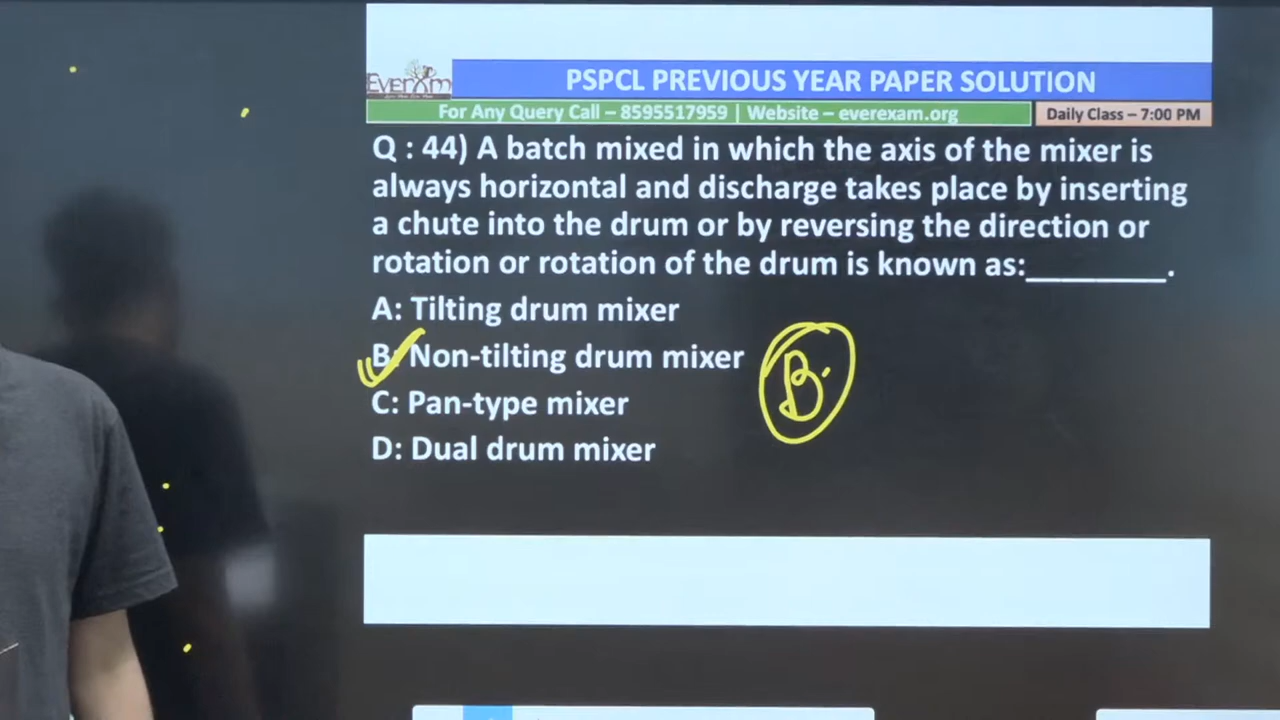 EVEREXAM
PSPCL PREVIOUS YEAR PAPER SOLUTION
For Any Query Call – 8595517959 | Website – everexam.org
Daily Class – 7:00 PM
Q : 44) A batch mixed in which the axis of the mixer is
always horizontal and discharge takes place by inserting
a chute into the drum or by reversing the direction or
rotation or rotation of the drum is known as:________.
A: Tilting drum mixer
B: Non-tilting drum mixer
B
C: Pan-type mixer
D: Dual drum mixer